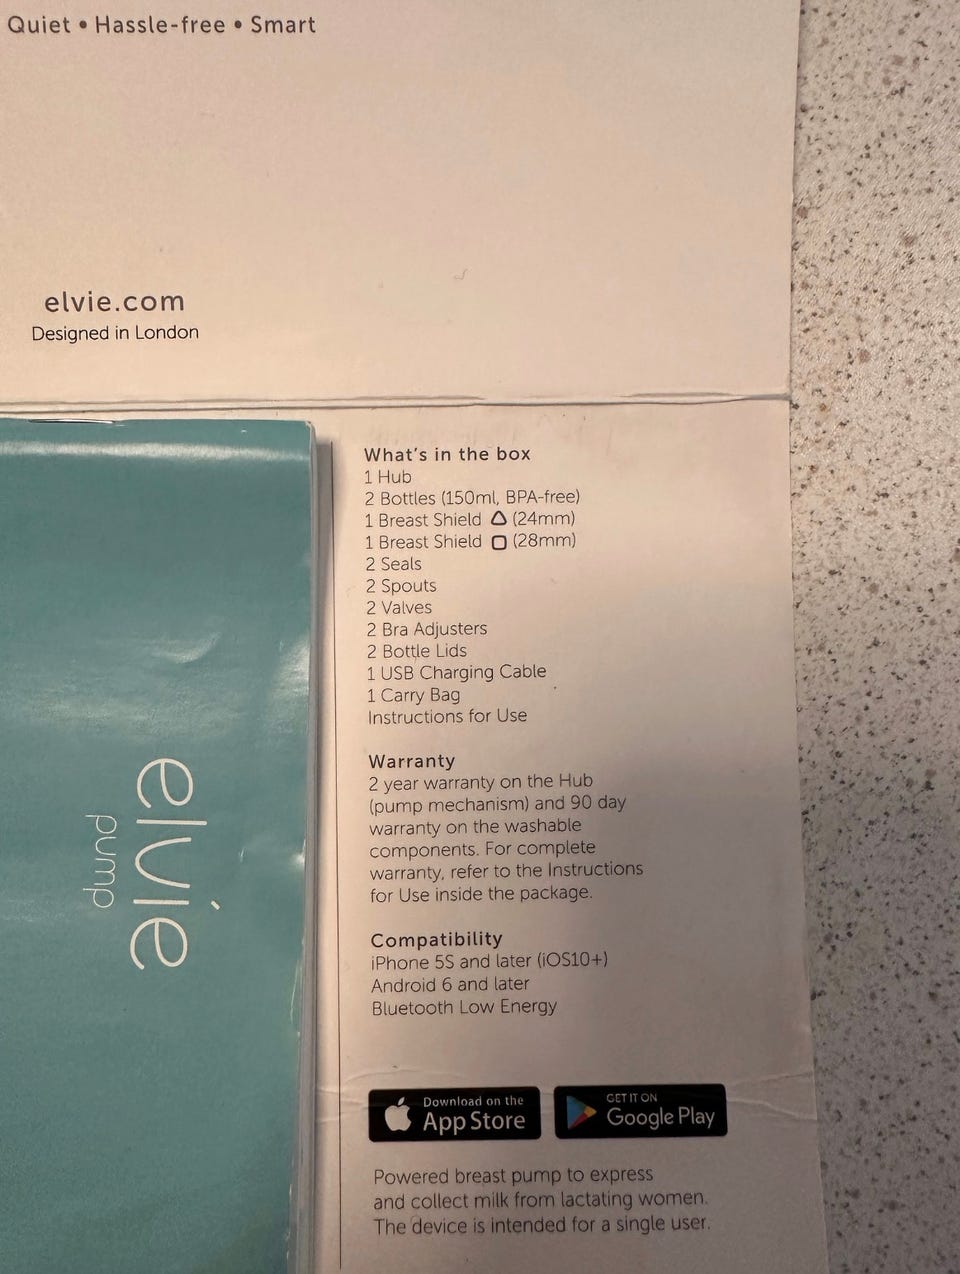 Quiet • Hassle-free • Smart
elvie.com
Designed in London
elvie
pump
What's in the box
1 Hub
2 Bottles (150ml, BPA-free)
1 Breast Shield (24mm)
1 Breast Shield (28mm)
2 Seals
2 Spouts
2 Valves
2 Bra Adjusters
2 Bottle Lids
1 USB Charging Cable
1 Carry Bag
Instructions for Use
Warranty
2 year warranty on the Hub
(pump mechanism) and 90 day
warranty on the washable
components. For complete
warranty, refer to the Instructions
for Use inside the package.
Compatibility
iPhone 5S and later (iOS10+)
Android 6 and later
Bluetooth Low Energy
Download on the
App Store
GET IT ON
Google Play
Powered breast pump to express
and collect milk from lactating women.
The device is intended for a single user.